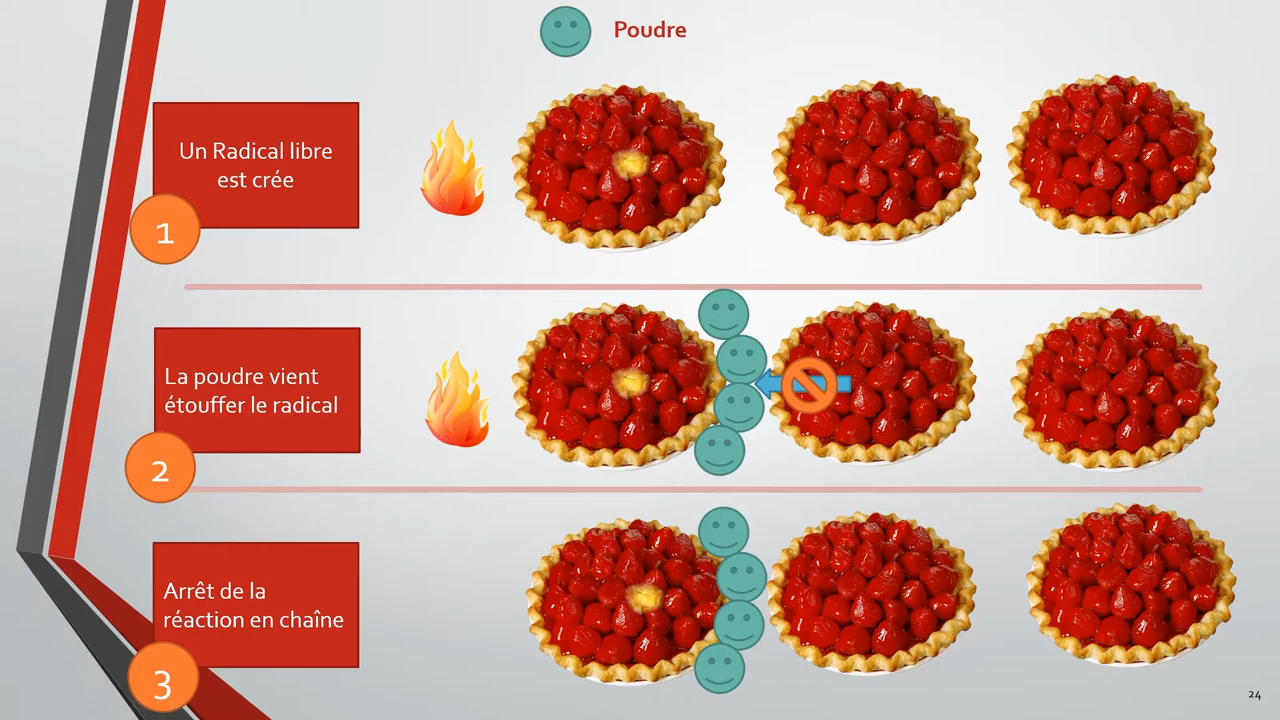 Poudre
Un Radical libre
est crée
1
La poudre vient
étouffer le radical
2
Arrêt de la
réaction en chaîne
3
24